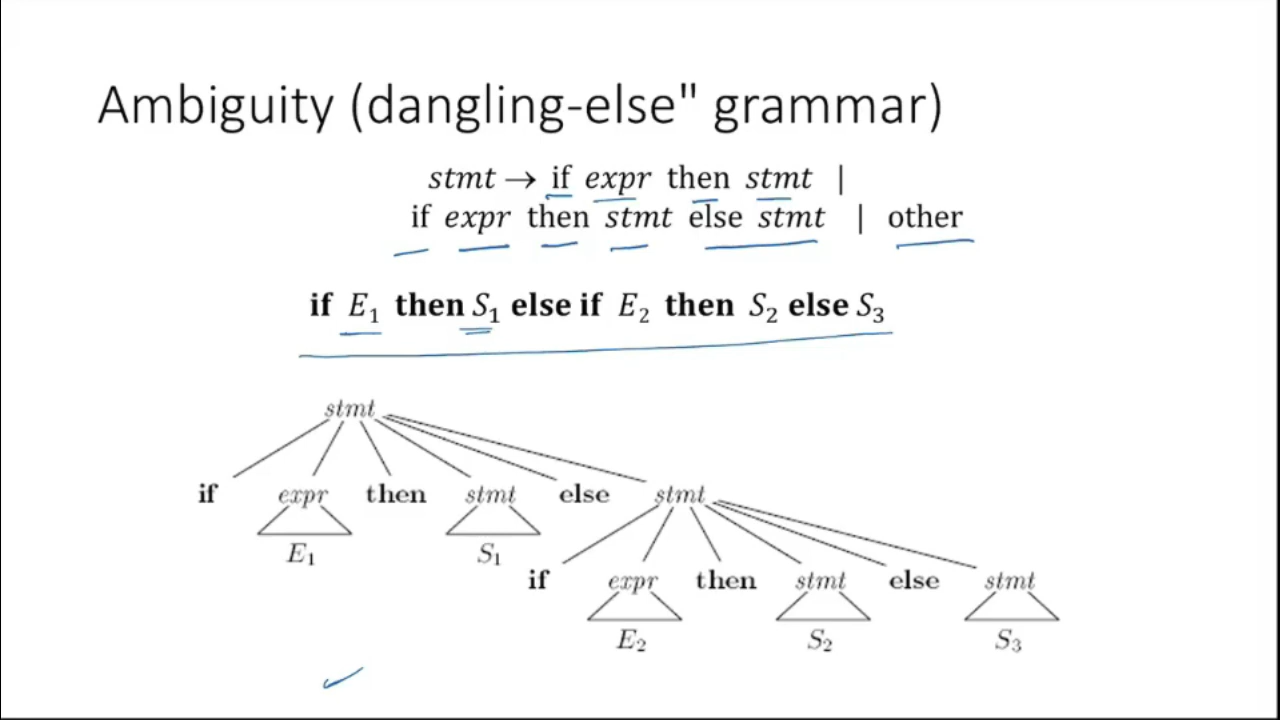 Ambiguity (dangling-else" grammar)
stmt → if expr then stmt |
if expr then stmt else stmt | other
if E₁ then S₁ else if E₂ then S₂ else S₃
stmt
if expr then stmt else stmt
E₁ S₁
if expr then stmt else stmt
E₂ S₂ S₃